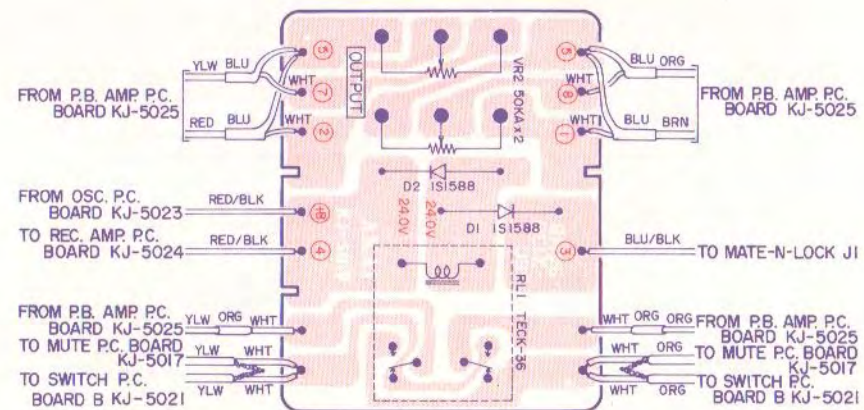 YLW BLU
WHT
FROM P.B. AMP. P.C.
BOARD KJ-5025
RED BLU
WHT
5
7
2
OUTPUT
VR2 50KA x 2
5
8
1
BLU ORG
WHT
FROM P.B. AMP. P.C.
BOARD KJ-5025
WHT
BLU BRN
D2 1S1588
24.0V
24.0V
D1 1S1588
FROM OSC. P.C.
BOARD KJ-5023
RED/BLK
+B
TO REC. AMP. P.C.
BOARD KJ-5024
RED/BLK
4
3
BLU/BLK
TO MATE-N-LOCK J1
RL1 TECK-36
FROM P.B. AMP. P.C.
BOARD KJ-5025
YLW ORG WHT
TO MUTE P.C. BOARD
KJ-5017
YLW WHT
TO SWITCH P.C.
BOARD B KJ-5021
YLW WHT
WHT ORG ORG
FROM P.B. AMP. P.C.
BOARD KJ-5025
WHT ORG
TO MUTE P.C. BOARD
KJ-5017
WHT ORG
TO SWITCH P.C.
BOARD B KJ-5021